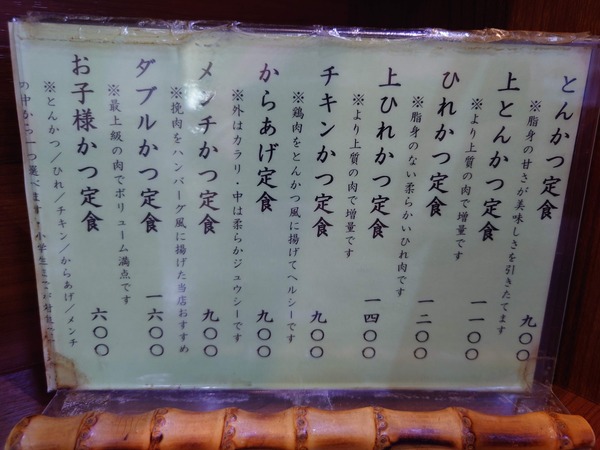 とんかつ定食 九〇〇
※脂身の甘さが美味しさを引きたてます
上とんかつ定食 一一〇〇
※より上質の肉で増量です
ひれかつ定食 一二〇〇
※脂身のない柔らかいひれ肉です
上ひれかつ定食 一四〇〇
※より上質の肉で増量です
チキンかつ定食 九〇〇
※鶏肉をとんかつ風に揚げてヘルシーです
からあげ定食 九〇〇
※外はカラリ・中は柔らかジュウシーです
メンチかつ定食 九〇〇
※挽肉をハンバーグ風に揚げた当店おすすめ
ダブルかつ定食 一六〇〇
※最上級の肉でボリューム満点です
お子様かつ定食 六〇〇
※とんかつ/ひれ/チキン/からあげ/メンチ
の中から一つ選べます